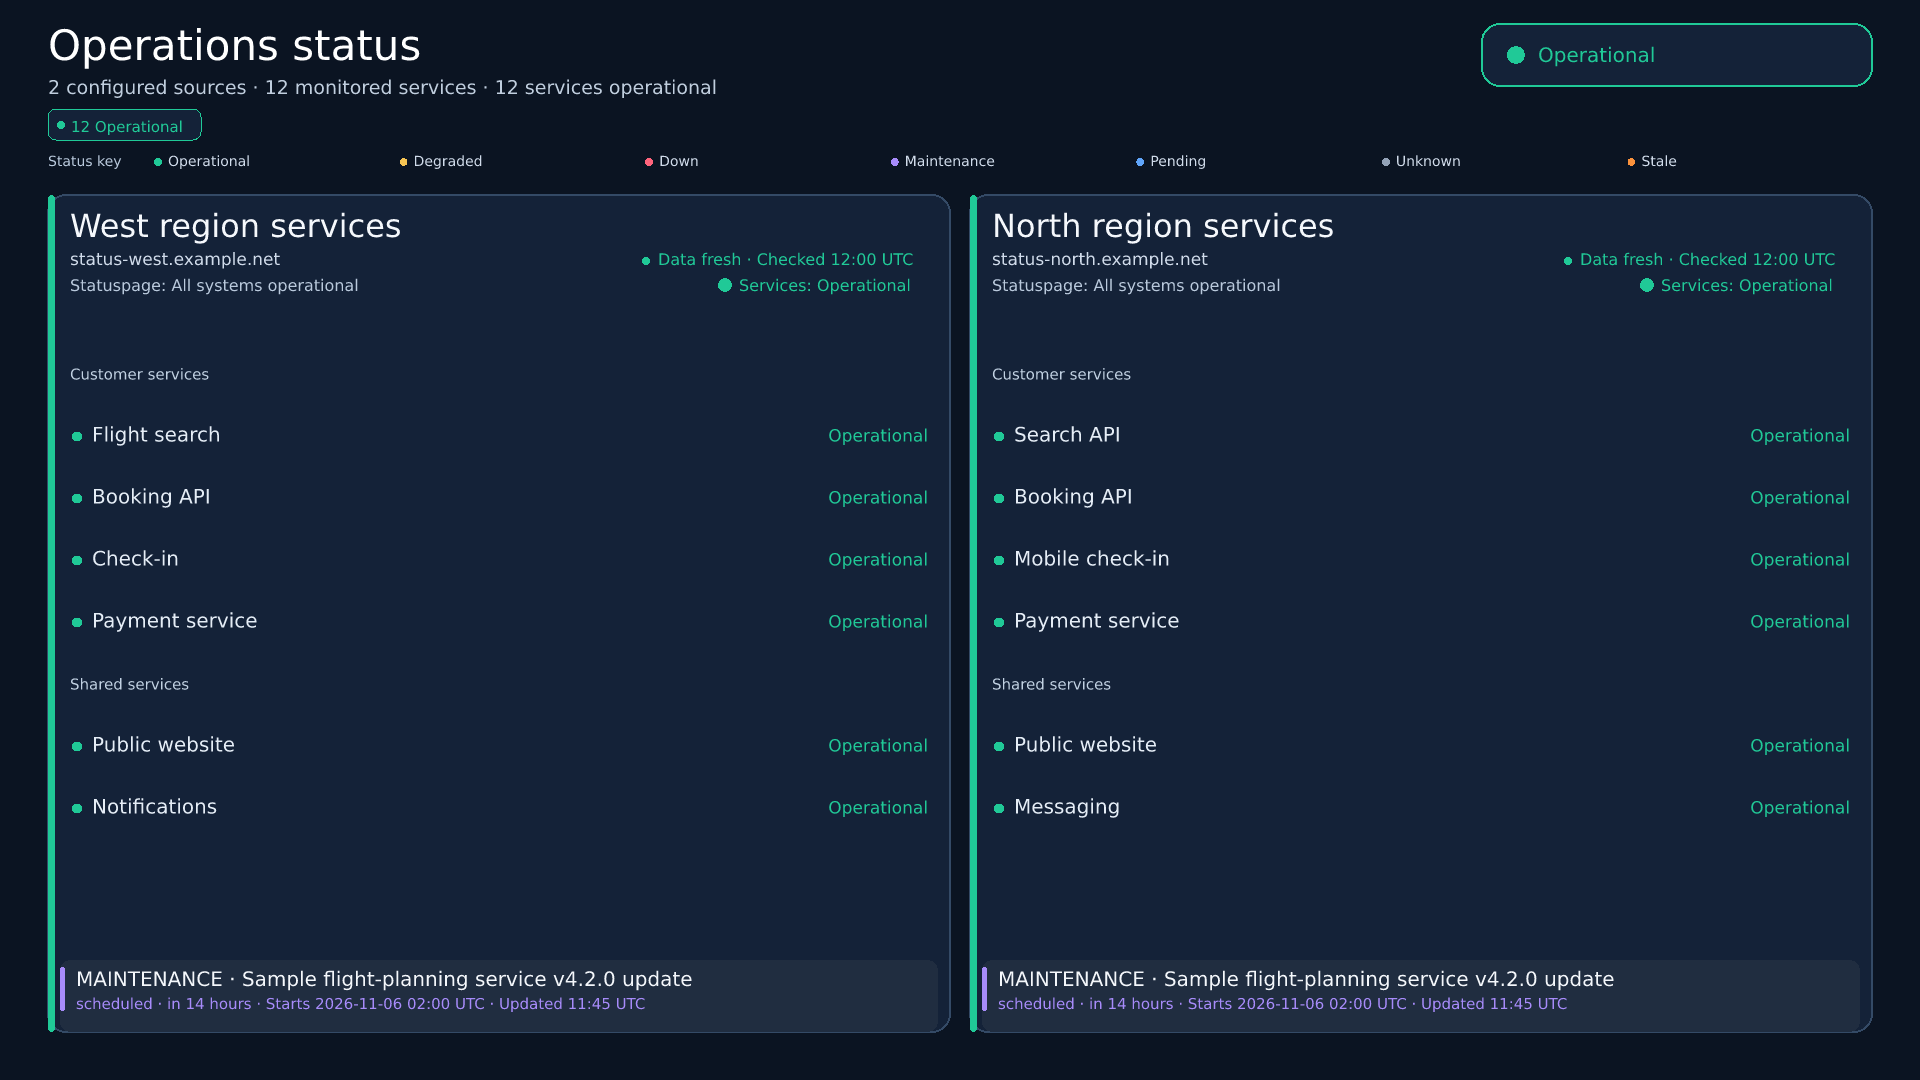 Operations status
Operational
2 configured sources · 12 monitored services · 12 services operational
12 Operational
Status key
Operational
Degraded
Down
Maintenance
Pending
Unknown
Stale
West region services
status-west.example.net
Data fresh · Checked 12:00 UTC
Statuspage: All systems operational
Services: Operational
Customer services
Flight search
Operational
Booking API
Operational
Check-in
Operational
Payment service
Operational
Shared services
Public website
Operational
Notifications
Operational
MAINTENANCE · Sample flight-planning service v4.2.0 update
scheduled · in 14 hours · Starts 2026-11-06 02:00 UTC · Updated 11:45 UTC
North region services
status-north.example.net
Data fresh · Checked 12:00 UTC
Statuspage: All systems operational
Services: Operational
Customer services
Search API
Operational
Booking API
Operational
Mobile check-in
Operational
Payment service
Operational
Shared services
Public website
Operational
Messaging
Operational
MAINTENANCE · Sample flight-planning service v4.2.0 update
scheduled · in 14 hours · Starts 2026-11-06 02:00 UTC · Updated 11:45 UTC